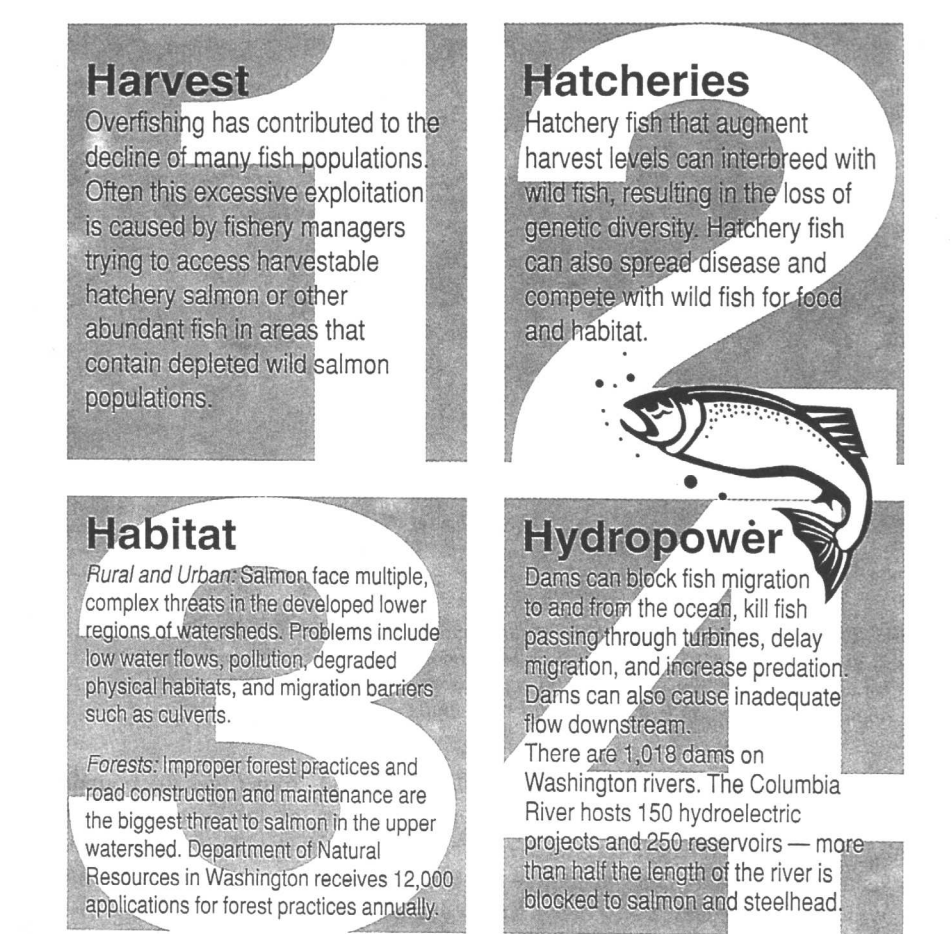 1
Harvest
Overfishing has contributed to the
decline of many fish populations.
Often this excessive exploitation
is caused by fishery managers
trying to access harvestable
hatchery salmon or other
abundant fish in areas that
contain depleted wild salmon
populations.
2
Hatcheries
Hatchery fish that augment
harvest levels can interbreed with
wild fish, resulting in the loss of
genetic diversity. Hatchery fish
can also spread disease and
compete with wild fish for food
and habitat.
3
Habitat
Rural and Urban: Salmon face multiple,
complex threats in the developed lower
regions of watersheds. Problems include
low water flows, pollution, degraded
physical habitats, and migration barriers
such as culverts.
Forests: Improper forest practices and
road construction and maintenance are
the biggest threat to salmon in the upper
watershed. Department of Natural
Resources in Washington receives 12,000
applications for forest practices annually.
4
Hydropower
Dams can block fish migration
to and from the ocean, kill fish
passing through turbines, delay
migration, and increase predation.
Dams can also cause inadequate
flow downstream.
There are 1,018 dams on
Washington rivers. The Columbia
River hosts 150 hydroelectric
projects and 250 reservoirs — more
than half the length of the river is
blocked to salmon and steelhead.